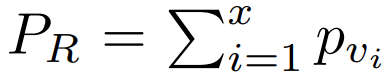 $P_R = \sum_{i=1}^{x} p_{v_i}$